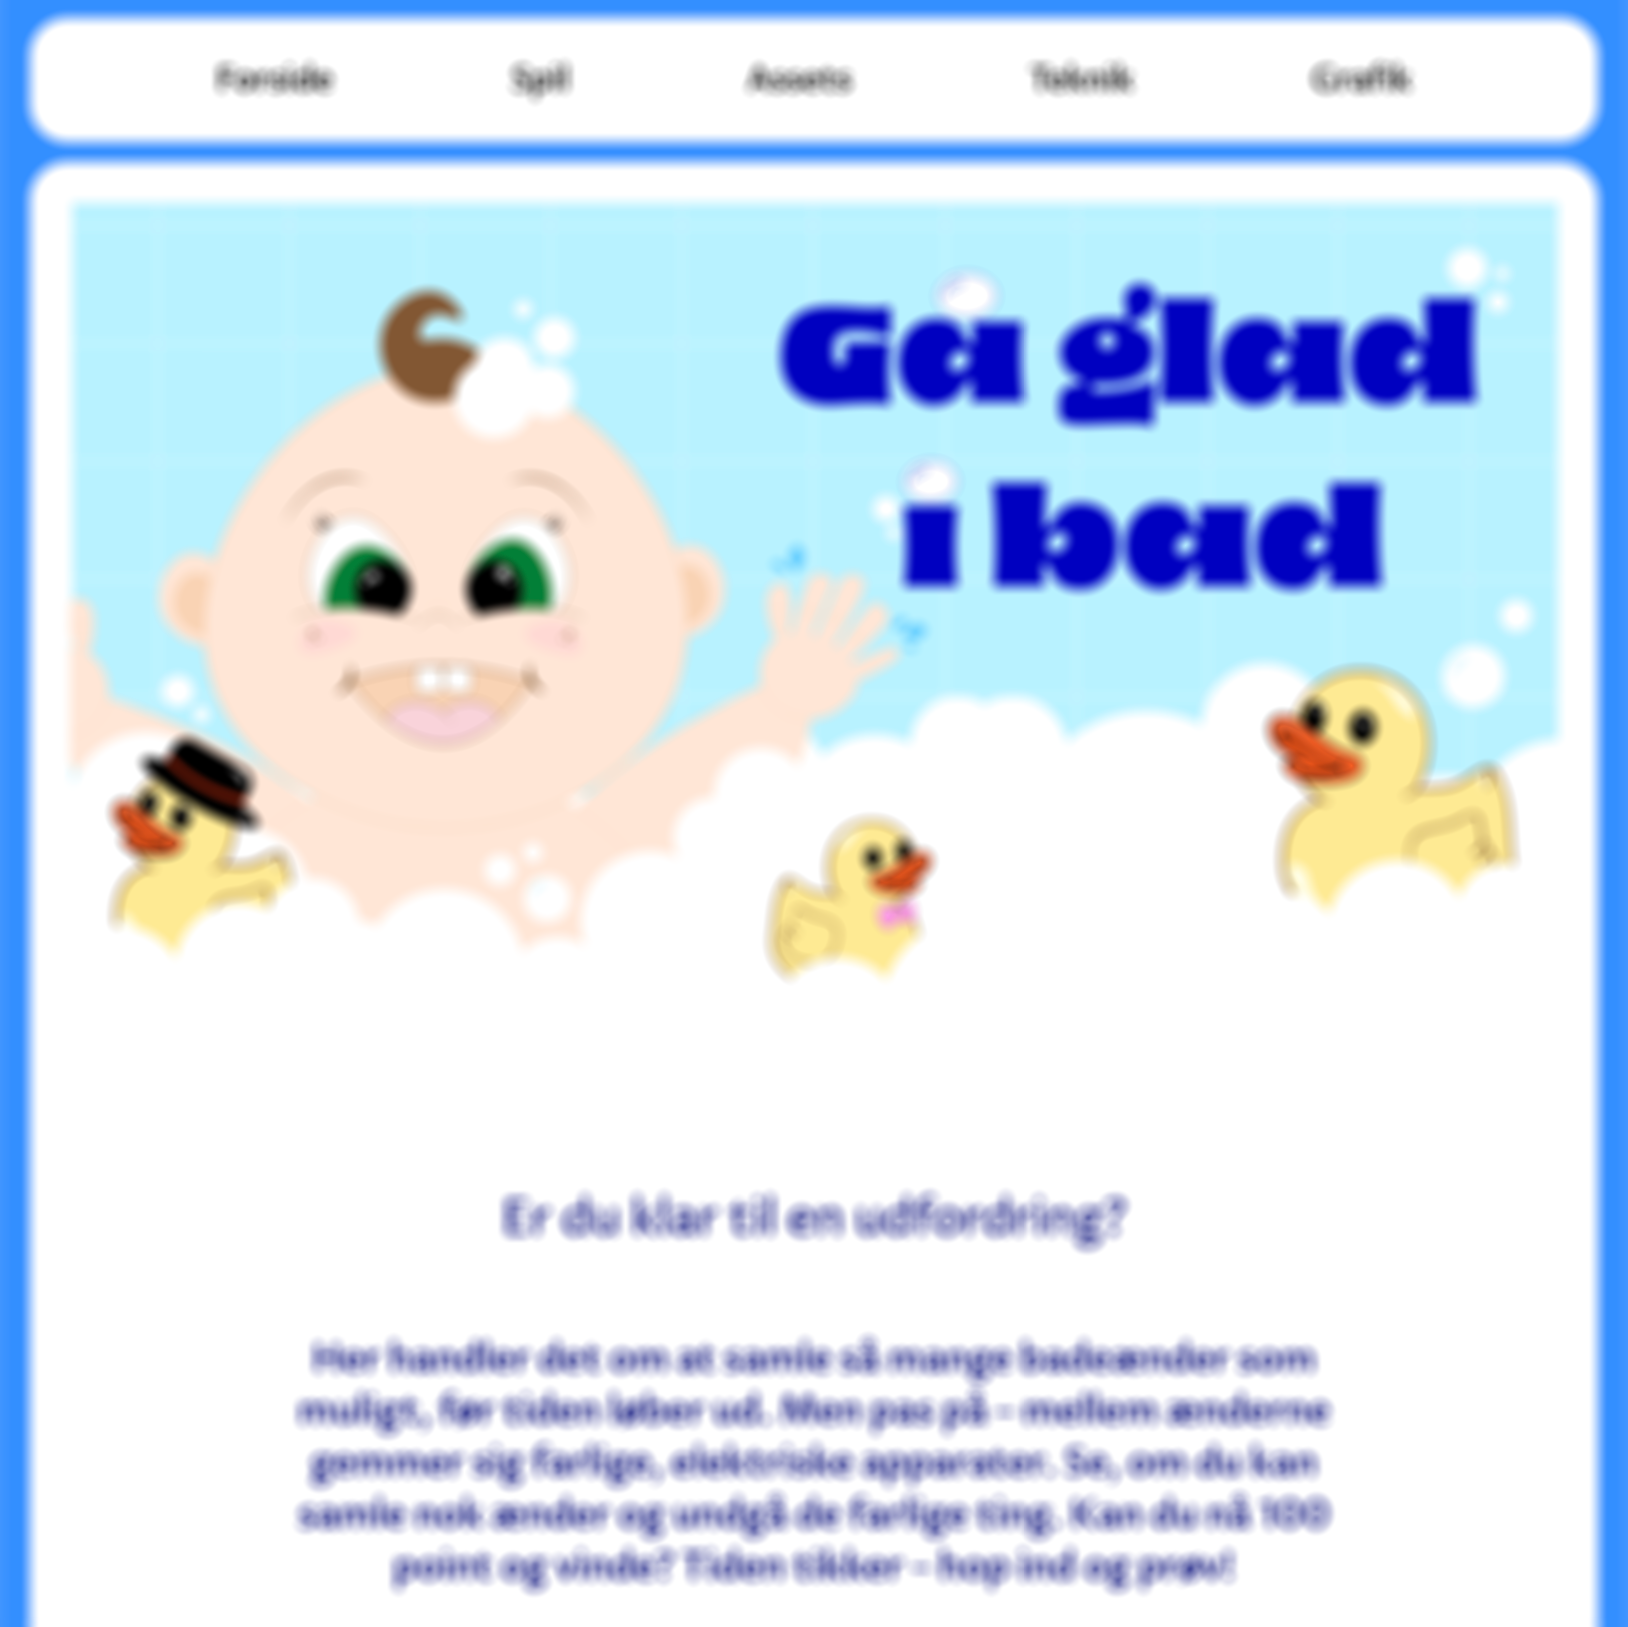 Forside Spil Assets Teknik Grafik
Gå glad
i bad
Er du klar til en udfordring?
Her handler det om at samle så mange badeænder som
muligt, før tiden løber ud. Men pas på - mellem ænderne
gemmer sig farlige, elektriske apparater. Se, om du kan
samle nok ænder og undgå de farlige ting. Kan du nå 100
point og vinde? Tiden tikker - hop ind og prøv!